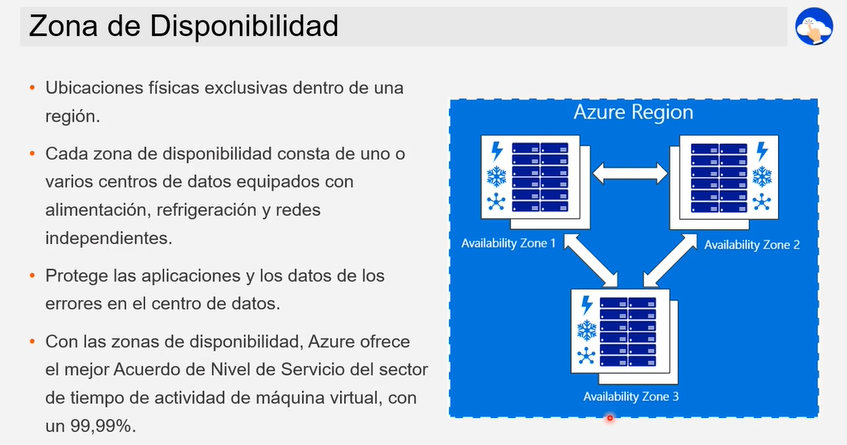 Zona de Disponibilidad
• Ubicaciones físicas exclusivas dentro de una
región.
• Cada zona de disponibilidad consta de uno o
varios centros de datos equipados con
alimentación, refrigeración y redes
independientes.
• Protege las aplicaciones y los datos de los
errores en el centro de datos.
• Con las zonas de disponibilidad, Azure ofrece
el mejor Acuerdo de Nivel de Servicio del sector
de tiempo de actividad de máquina virtual, con
un 99,99%.
Azure Region
Availability Zone 1
Availability Zone 2
Availability Zone 3